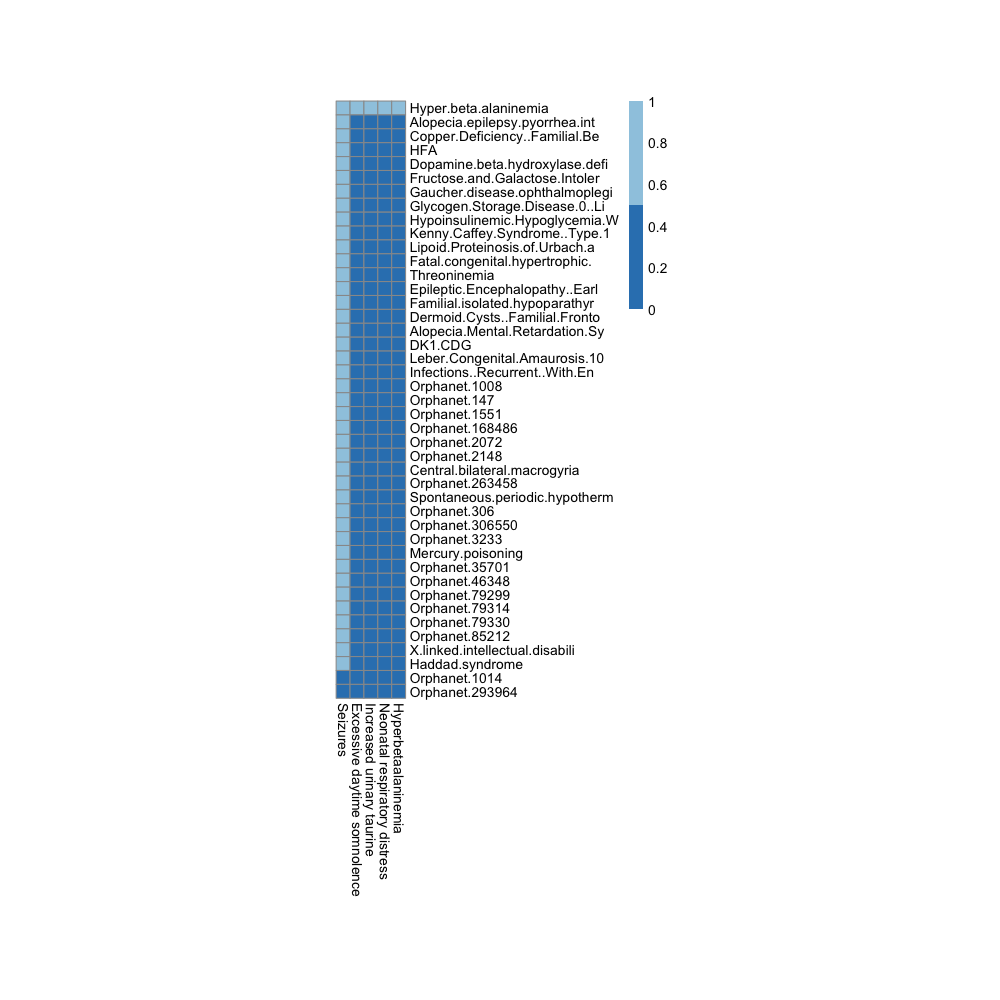 Hyper.beta.alaninemia
Alopecia.epilepsy.pyorrhea.int
Copper.Deficiency..Familial.Be
HFA
Dopamine.beta.hydroxylase.defi
Fructose.and.Galactose.Intoler
Gaucher.disease.ophthalmoplegi
Glycogen.Storage.Disease.0..Li
Hypoinsulinemic.Hypoglycemia.W
Kenny.Caffey.Syndrome..Type.1
Lipoid.Proteinosis.of.Urbach.a
Fatal.congenital.hypertrophic.
Threoninemia
Epileptic.Encephalopathy..Earl
Familial.isolated.hypoparathyr
Dermoid.Cysts..Familial.Fronto
Alopecia.Mental.Retardation.Sy
DK1.CDG
Leber.Congenital.Amaurosis.10
Infections..Recurrent..With.En
Orphanet.1008
Orphanet.147
Orphanet.1551
Orphanet.168486
Orphanet.2072
Orphanet.2148
Central.bilateral.macrogyria
Orphanet.263458
Spontaneous.periodic.hypotherm
Orphanet.306
Orphanet.306550
Orphanet.3233
Mercury.poisoning
Orphanet.35701
Orphanet.46348
Orphanet.79299
Orphanet.79314
Orphanet.79330
Orphanet.85212
X.linked.intellectual.disabili
Haddad.syndrome
Orphanet.1014
Orphanet.293964
1
0.8
0.6
0.4
0.2
0
Seizures
Excessive daytime somnolence
Increased urinary taurine
Neonatal respiratory distress
Hyperbetaalaninemia